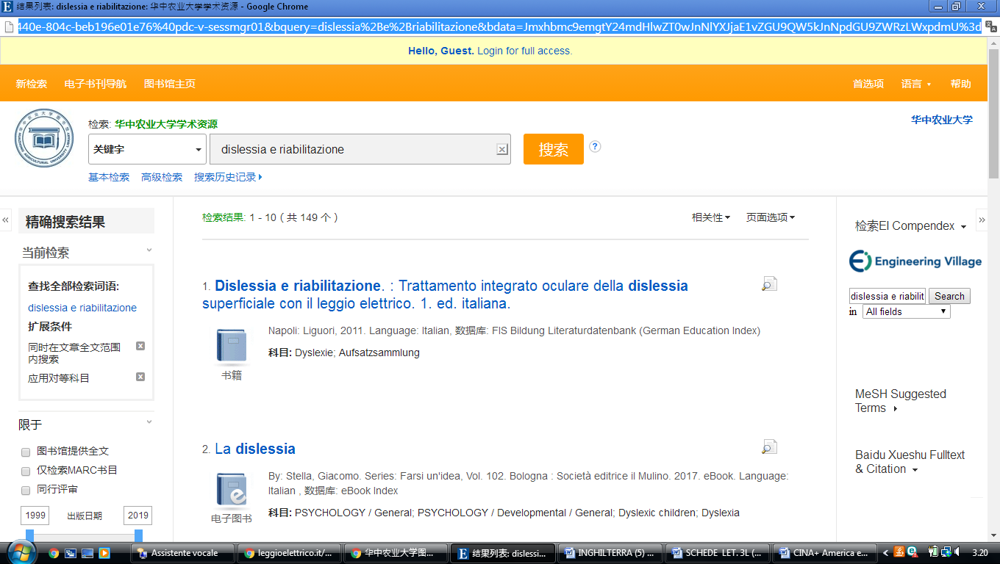 结果列表: dislessia e riabilitazione: 华中农业大学学术资源 - Google Chrome
440e-804c-beb196e01e76%40pdc-v-sessmgr01&bquery=dislessia%2Be%2Briabilitazione&bdata=Jmxhbmc9emgtY24mdHlwZT0wJnNlYXJjaE1vZGU9QW5kJnNpdGU9ZWRzLWxpdmU%3d
Hello, Guest. Login for full access.
新检索 电子书刊导航 图书馆主页 首选项 语言 帮助
检索: 华中农业大学学术资源
华中农业大学
关键字 dislessia e riabilitazione 搜索 ?
基本检索 高级检索 搜索历史记录
精确搜索结果
当前检索
查找全部检索词语:
dislessia e riabilitazione
扩展条件
同时在文章全文范围
内搜索
应用对等科目
限于
图书馆提供全文
仅检索MARC书目
同行评审
1999 出版日期 2019
检索结果: 1 - 10 ( 共 149 个 )
相关性 页面选项
1. Dislessia e riabilitazione. : Trattamento integrato oculare della dislessia
superficiale con il leggio elettrico. 1. ed. italiana.
Napoli: Liguori, 2011. Language: Italian, 数据库: FIS Bildung Literaturdatenbank (German Education Index)
科目: Dyslexie; Aufsatzsammlung
书籍
2. La dislessia
By: Stella, Giacomo. Series: Farsi un'idea, Vol. 102. Bologna : Società editrice il Mulino. 2017. eBook. Language:
Italian , 数据库: eBook Index
科目: PSYCHOLOGY / General; PSYCHOLOGY / Developmental / General; Dyslexic children; Dyslexia
电子图书
检索EI Compendex
Engineering Village
dislessia e riabilit Search
in All fields
MeSH Suggested
Terms
Baidu Xueshu Fulltext
& Citation
Assistente vocale
leggioelettrico.it/...
华中农业大学图...
结果列表: dislessi...
INGHILTERRA (5) ...
SCHEDE LET. 3L (...
CINA+ America e...
3.20